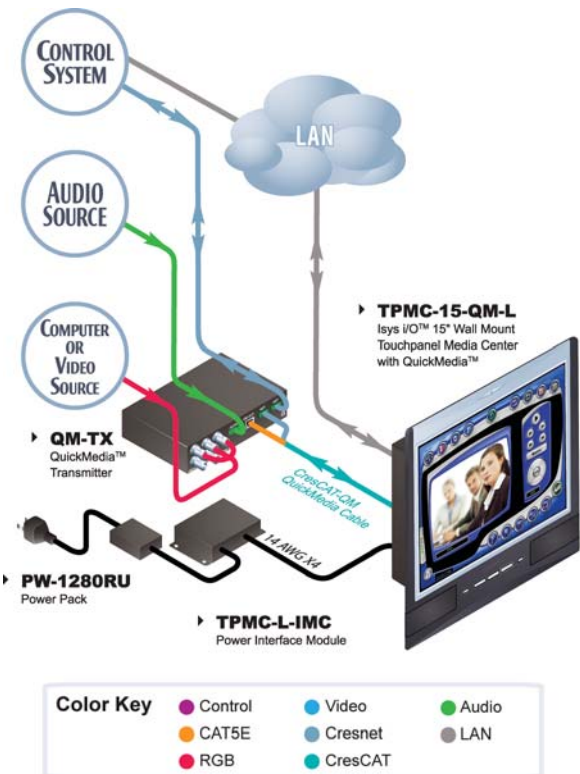 CONTROL
SYSTEM
LAN
AUDIO
SOURCE
COMPUTER
OR
VIDEO
SOURCE
TPMC-15-QM-L
Isys i/O™ 15" Wall Mount
Touchpanel Media Center
with QuickMedia™
QM-TX
QuickMedia™
Transmitter
CresCAT-QM
QuickMedia Cable
14 AWG X4
PW-1280RU
Power Pack
TPMC-L-IMC
Power Interface Module
Color Key
Control
Video
Audio
CAT5E
Cresnet
LAN
RGB
CresCAT